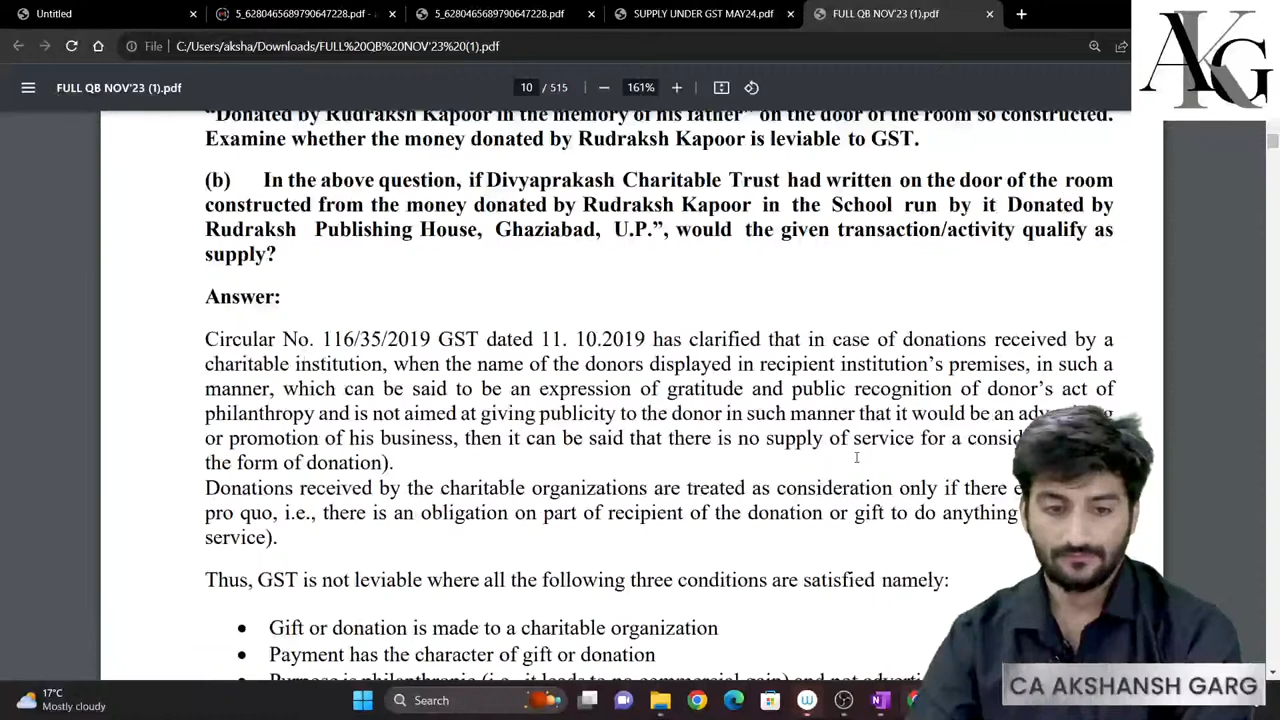 Untitled
5_6280465689790647228.pdf -
5_6280465689790647228.pdf
SUPPLY UNDER GST MAY24.pdf
FULL QB NOV'23 (1).pdf
File
C:/Users/aksha/Downloads/FULL%20QB%20NOV'23%20(1).pdf
AKG
FULL QB NOV'23 (1).pdf
10 / 515
161%
"Donated by Rudraksh Kapoor in the memory of his father" on the door of the room so constructed.
Examine whether the money donated by Rudraksh Kapoor is leviable to GST.
(b) In the above question, if Divyaprakash Charitable Trust had written on the door of the room
constructed from the money donated by Rudraksh Kapoor in the School run by it Donated by
Rudraksh Publishing House, Ghaziabad, U.P.", would the given transaction/activity qualify as
supply?
Answer:
Circular No. 116/35/2019 GST dated 11. 10.2019 has clarified that in case of donations received by a
charitable institution, when the name of the donors displayed in recipient institution's premises, in such a
manner, which can be said to be an expression of gratitude and public recognition of donor's act of
philanthropy and is not aimed at giving publicity to the donor in such manner that it would be an
or promotion of his business, then it can be said that there is no supply of service for a
the form of donation).
Donations received by the charitable organizations are treated as consideration only if there
pro quo, i.e., there is an obligation on part of recipient of the donation or gift to do anything
service).
Thus, GST is not leviable where all the following three conditions are satisfied namely:
• Gift or donation is made to a charitable organization
• Payment has the character of gift or donation
• Purpose is philanthropic (i.e., it leads to no commercial gain) and not
CA AKSHANSH GARG
17°C
Mostly cloudy
Search